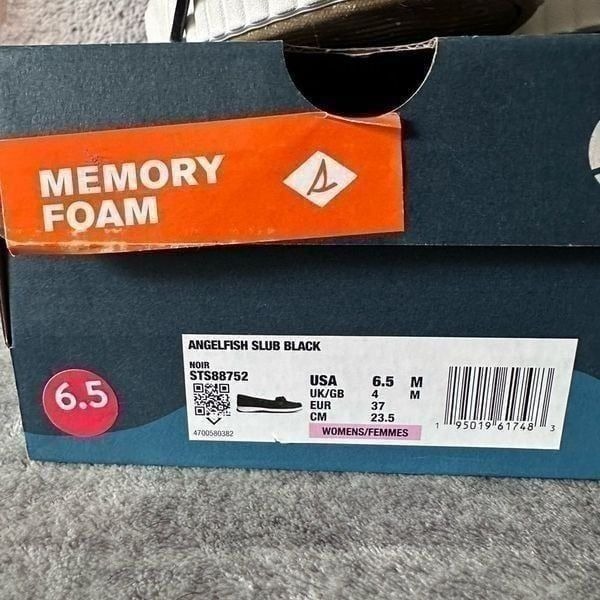 MEMORY
FOAM
ANGELFISH SLUB BLACK
NOIR
STS88752
USA 6.5 M
UK/GB 4 M
EUR 37
CM 23.5
WOMENS/FEMMES
4700580382
1 95019 61748 3
6.5